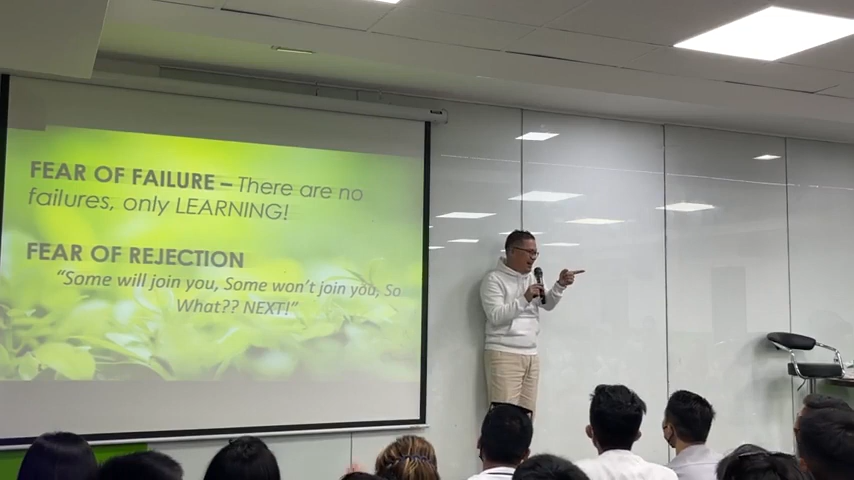 FEAR OF FAILURE – There are no
failures, only LEARNING!
FEAR OF REJECTION
“Some will join you, Some won’t join you, So
What?? NEXT!”